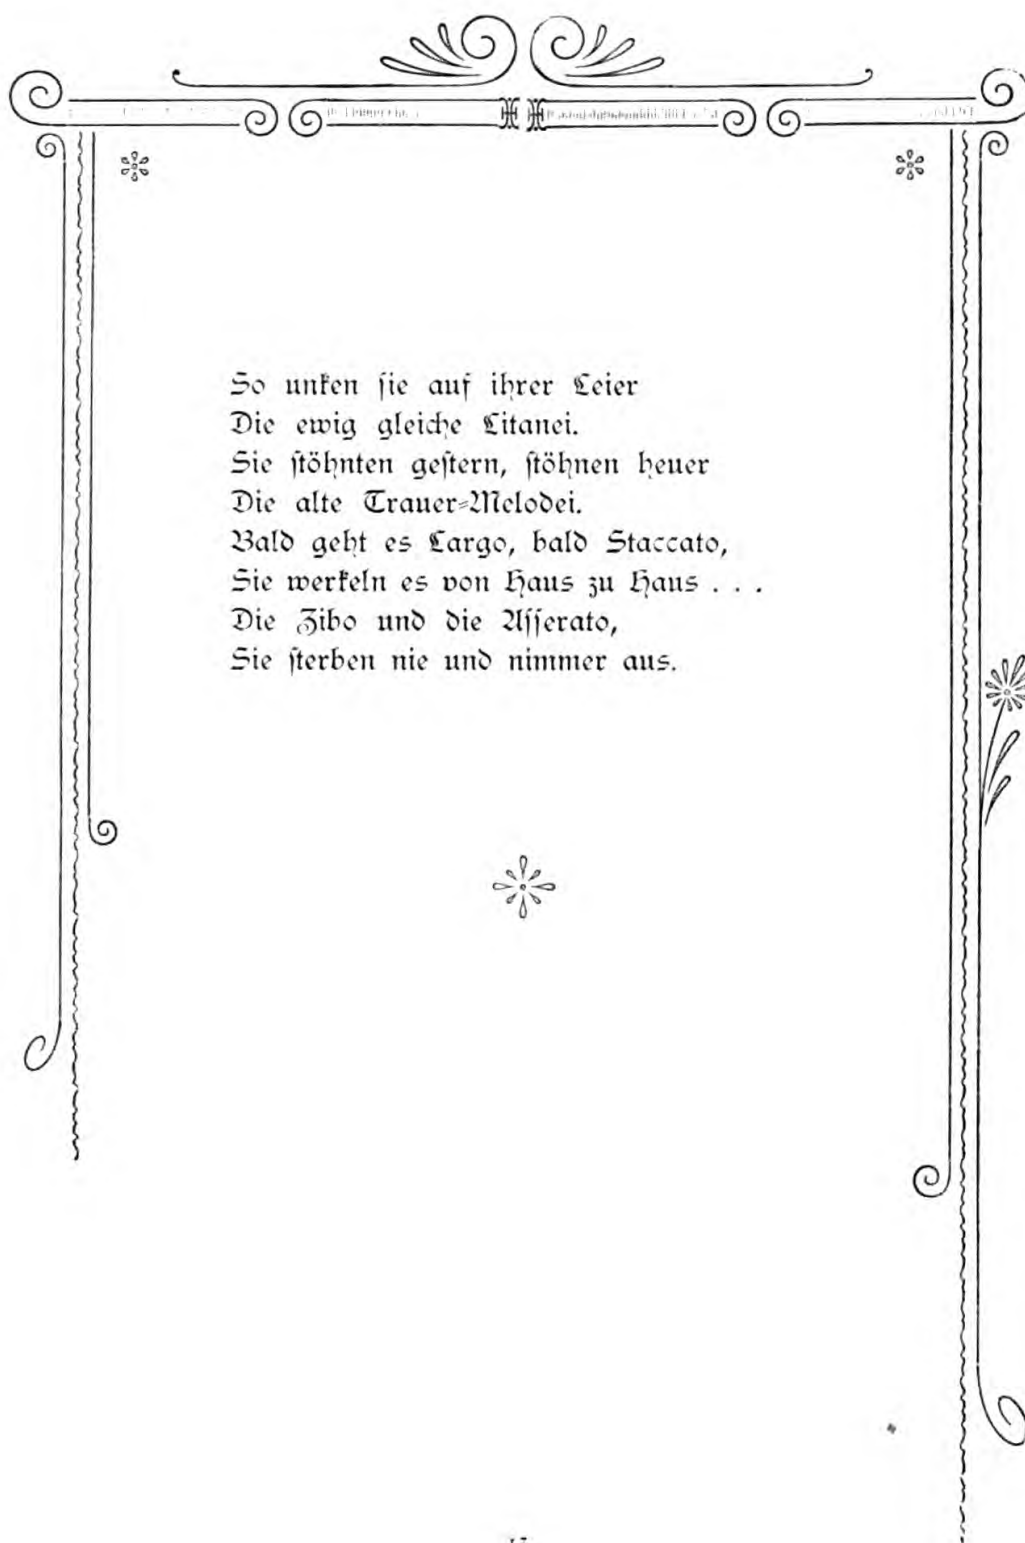 So unken sie auf ihrer Leier
Die ewig gleiche Litanei.
Sie stöhnten gestern, stöhnen heuer
Die alte Trauer-Melodei.
Bald geht es Largo, bald Staccato,
Sie werkeln es von Haus zu Haus . . .
Die Zibo und die Asserato,
Sie sterben nie und nimmer aus.